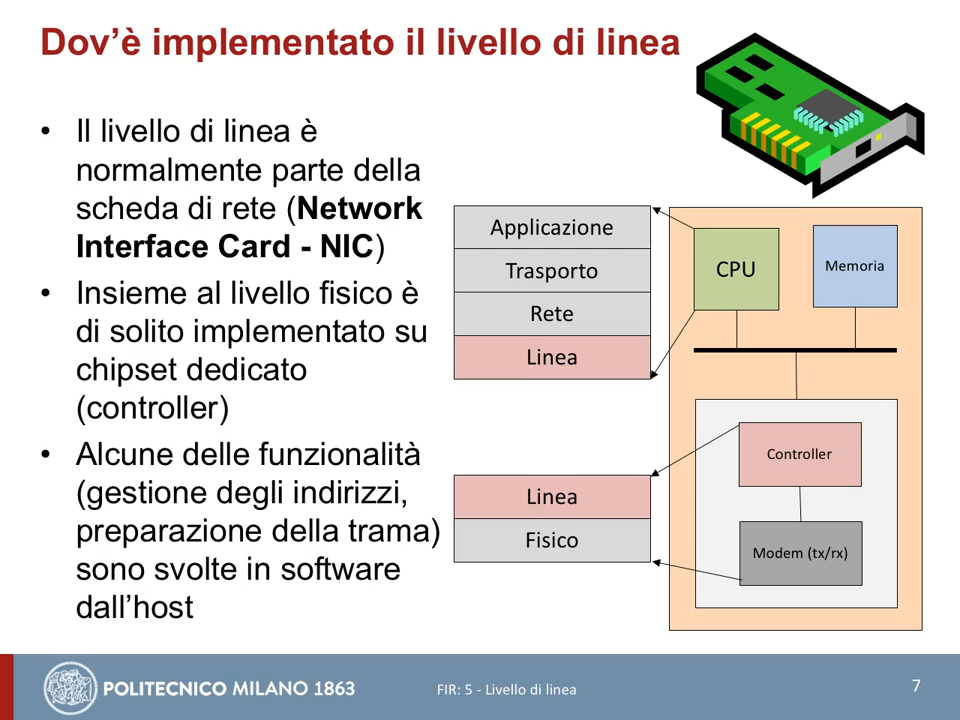 Dov’è implementato il livello di linea
• Il livello di linea è
normalmente parte della
scheda di rete (Network
Interface Card - NIC)
• Insieme al livello fisico è
di solito implementato su
chipset dedicato
(controller)
• Alcune delle funzionalità
(gestione degli indirizzi,
preparazione della trama)
sono svolte in software
dall’host
Applicazione
Trasporto
Rete
Linea
Linea
Fisico
CPU
Memoria
Controller
Modem (tx/rx)
POLITECNICO MILANO 1863
FIR: 5 - Livello di linea
7